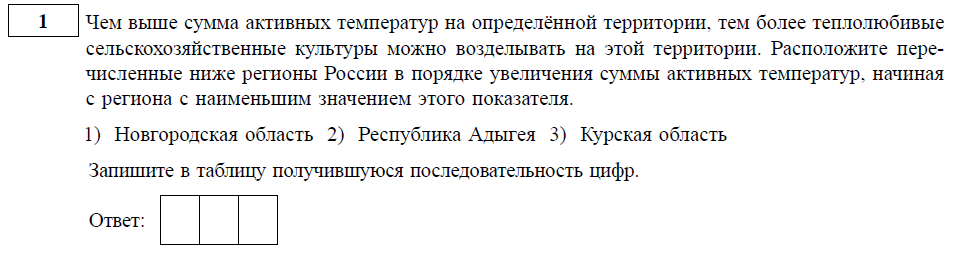 1
Чем выше сумма активных температур на определённой территории, тем более теплолюбивые
сельскохозяйственные культуры можно возделывать на этой территории. Расположите пере-
численные ниже регионы России в порядке увеличения суммы активных температур, начиная
с региона с наименьшим значением этого показателя.
1) Новгородская область 2) Республика Адыгея 3) Курская область
Запишите в таблицу получившуюся последовательность цифр.
Ответ: